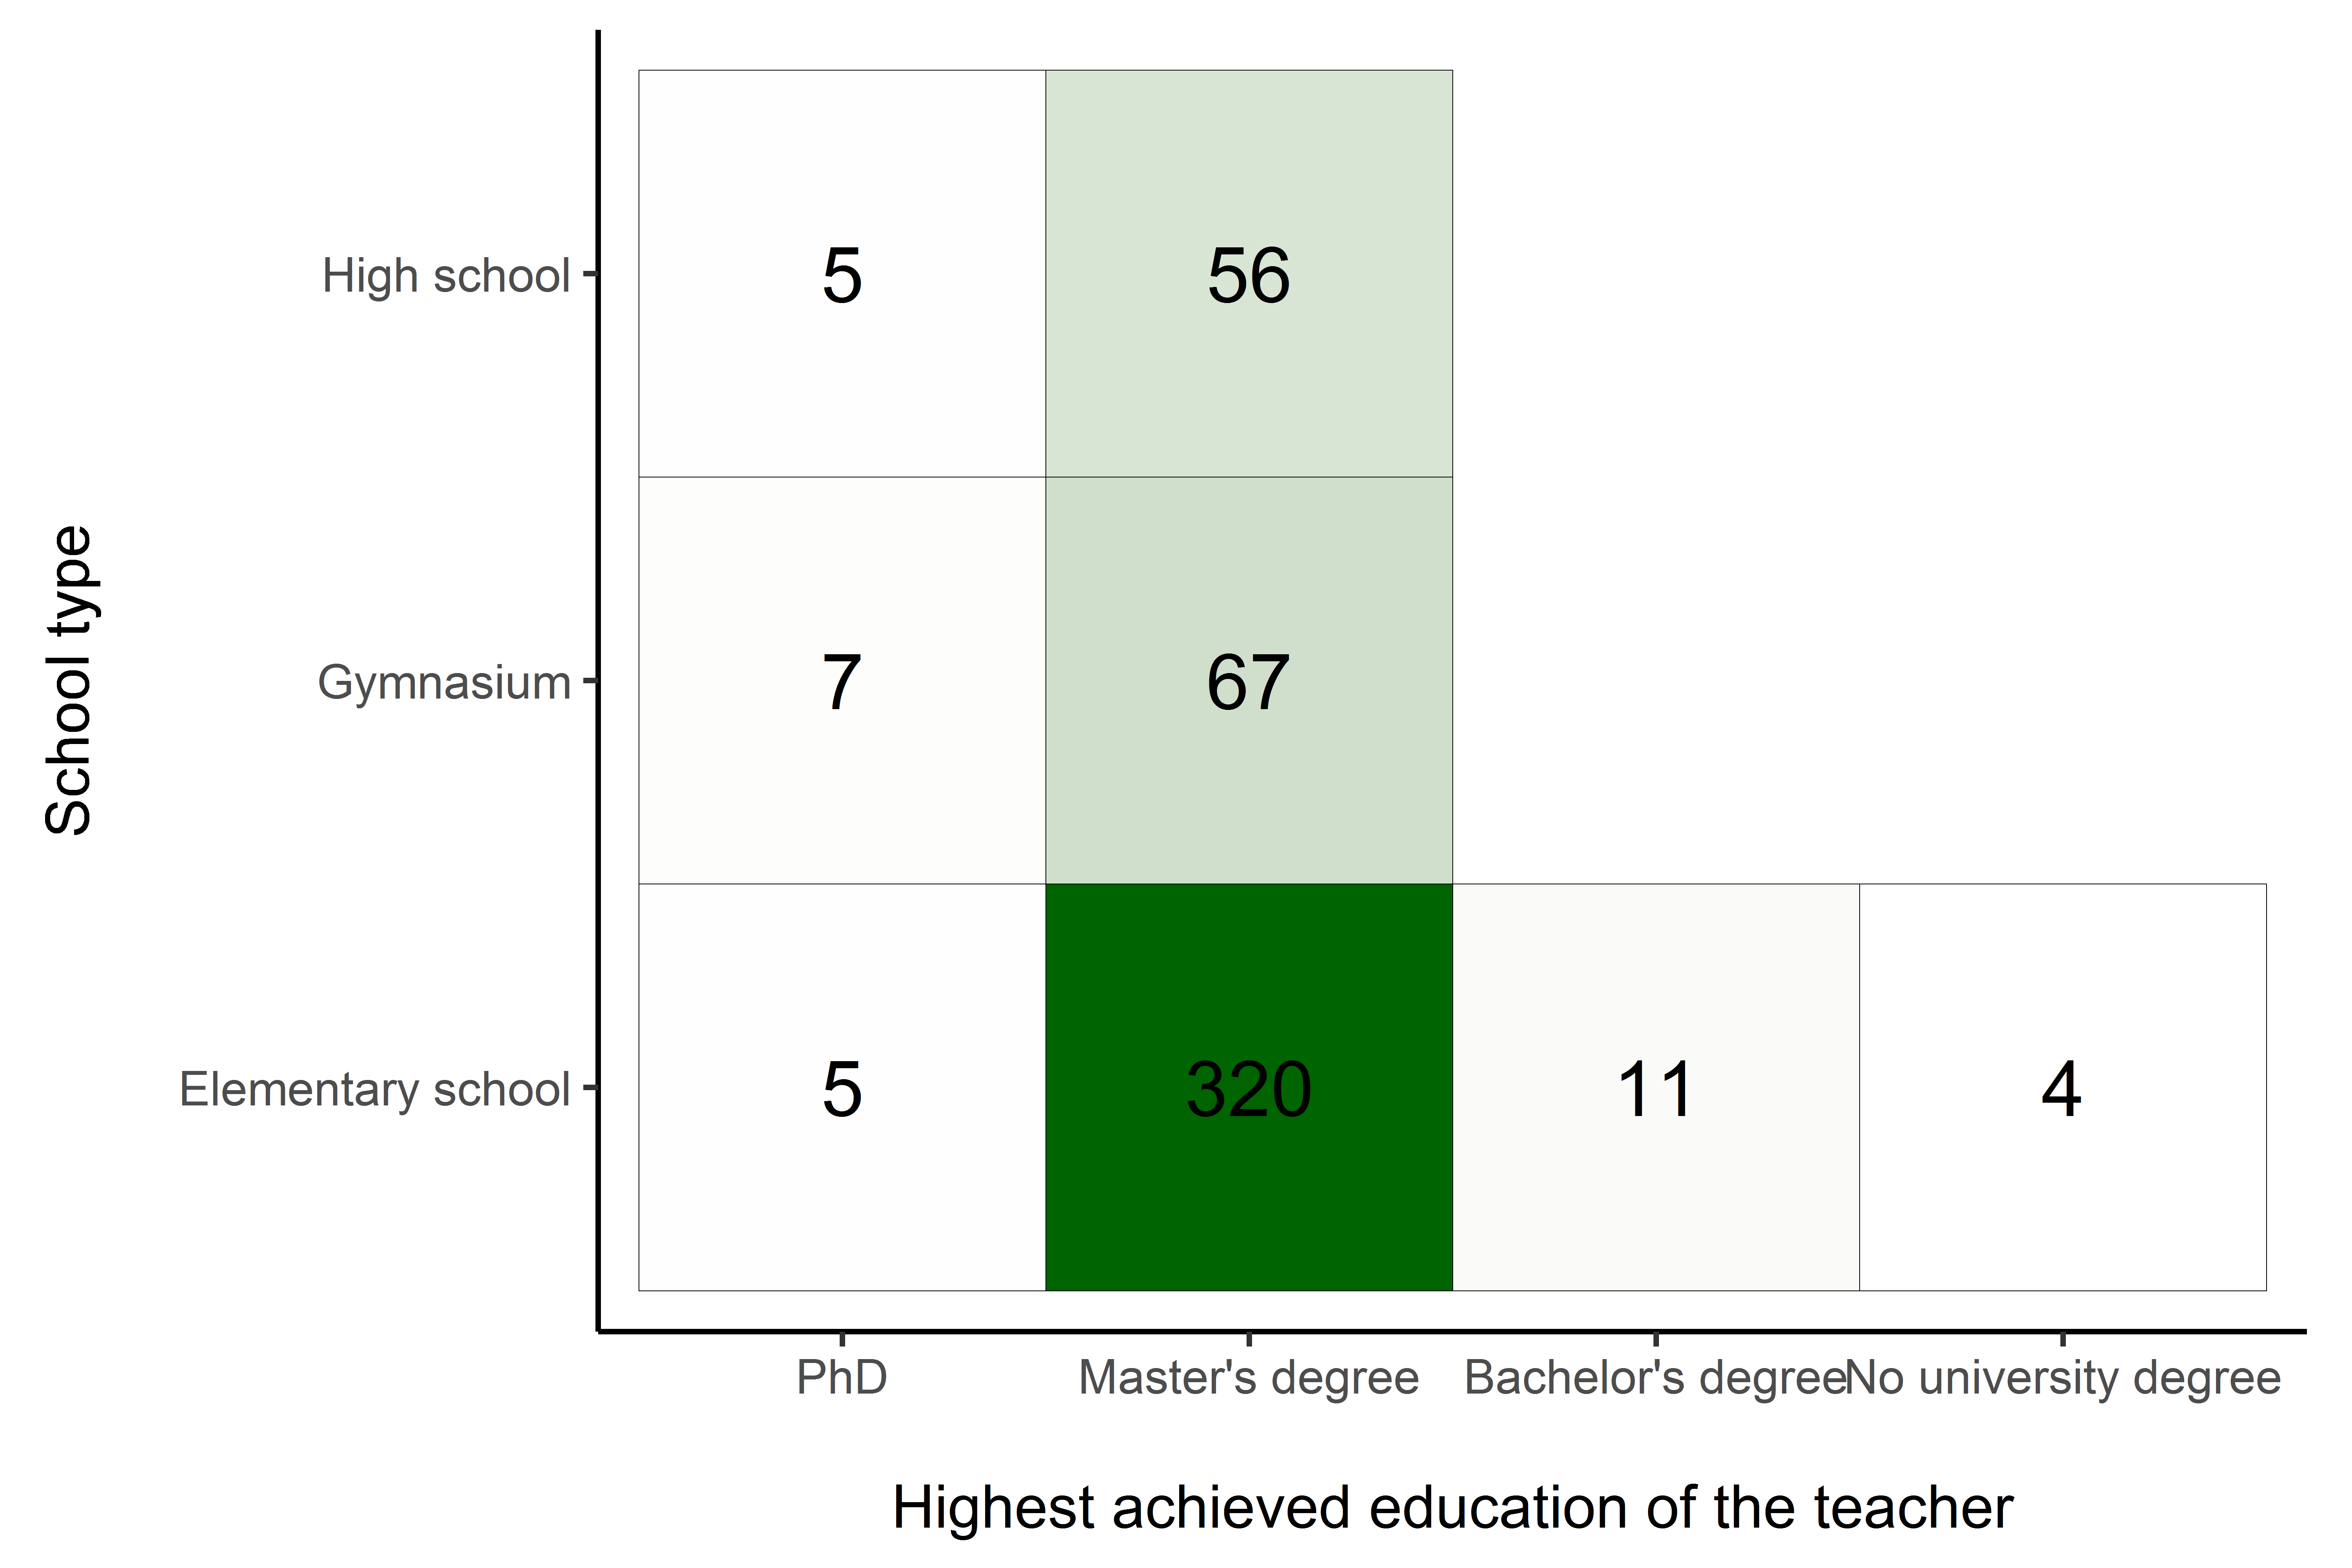 School type
High school
5 56
Gymnasium
7 67
Elementary school
5 320 11 4
PhD Master's degree Bachelor's degree No university degree
Highest achieved education of the teacher